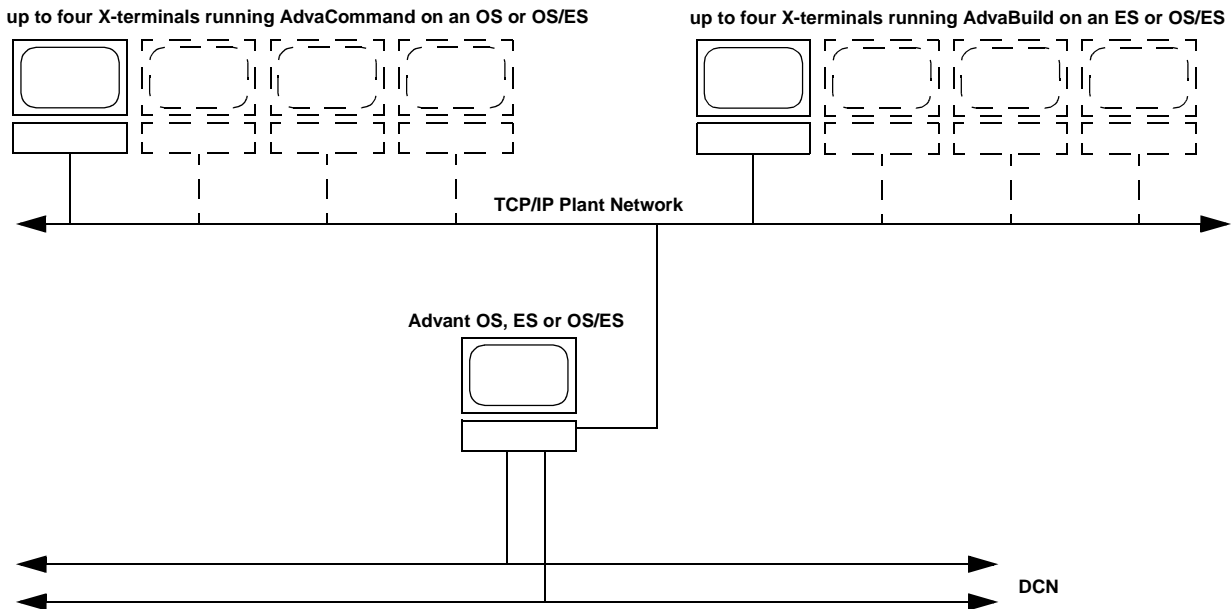 up to four X-terminals running AdvaCommand on an OS or OS/ES
up to four X-terminals running AdvaBuild on an ES or OS/ES
TCP/IP Plant Network
Advant OS, ES or OS/ES
DCN